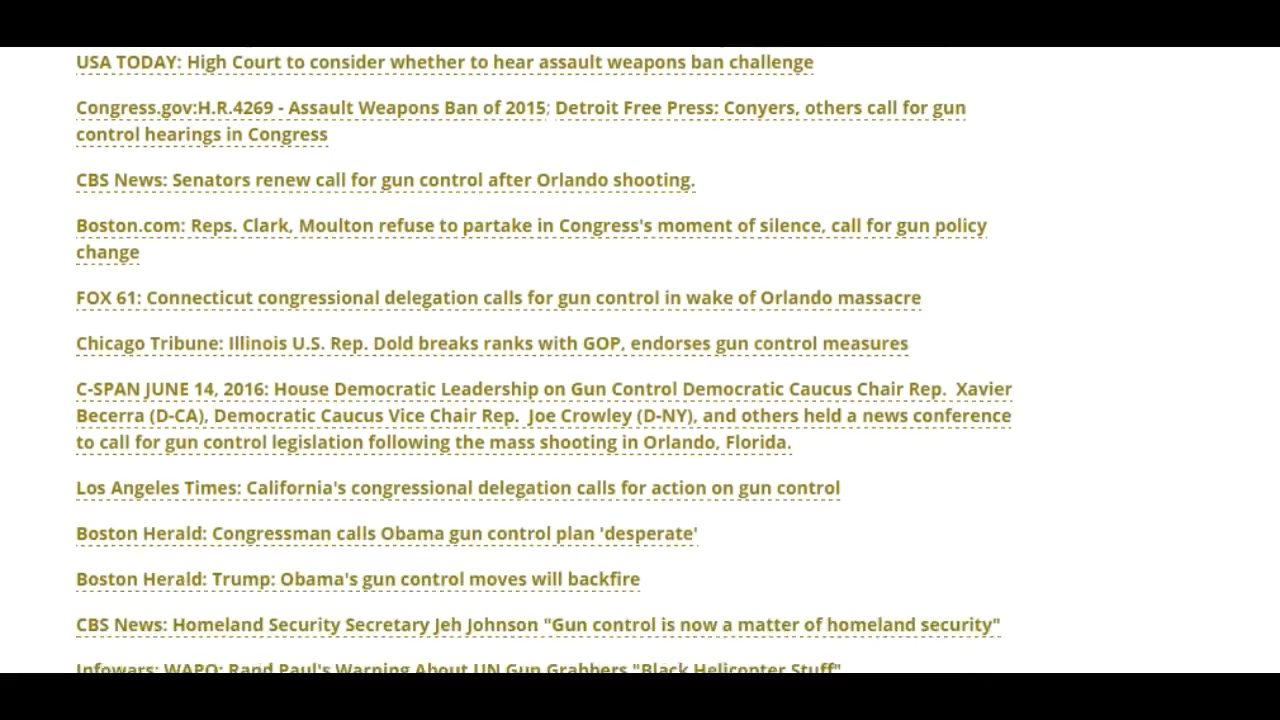 USA TODAY: High Court to consider whether to hear assault weapons ban challenge
Congress.gov:H.R.4269 - Assault Weapons Ban of 2015; Detroit Free Press: Conyers, others call for gun
control hearings in Congress
CBS News: Senators renew call for gun control after Orlando shooting.
Boston.com: Reps. Clark, Moulton refuse to partake in Congress's moment of silence, call for gun policy
change
FOX 61: Connecticut congressional delegation calls for gun control in wake of Orlando massacre
Chicago Tribune: Illinois U.S. Rep. Dold breaks ranks with GOP, endorses gun control measures
C-SPAN JUNE 14, 2016: House Democratic Leadership on Gun Control Democratic Caucus Chair Rep.  Xavier
Becerra (D-CA), Democratic Caucus Vice Chair Rep.  Joe Crowley (D-NY), and others held a news conference
to call for gun control legislation following the mass shooting in Orlando, Florida.
Los Angeles Times: California's congressional delegation calls for action on gun control
Boston Herald: Congressman calls Obama gun control plan 'desperate'
Boston Herald: Trump: Obama's gun control moves will backfire
CBS News: Homeland Security Secretary Jeh Johnson "Gun control is now a matter of homeland security"
Infowars: WAPO: Rand Paul's Warning About UN Gun Grabbers "Black Helicopter Stuff"